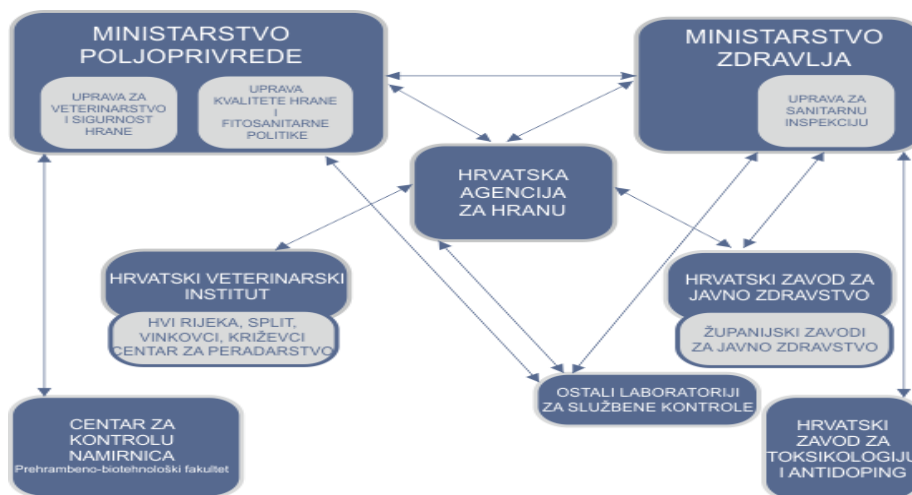 MINISTARSTVO
POLJOPRIVREDE
UPRAVA ZA
VETERINARSTVO
I SIGURNOST
HRANE
UPRAVA
KVALITETE HRANE
I
FITOSANITARNE
POLITIKE
MINISTARSTVO
ZDRAVLJA
UPRAVA ZA
SANITARNU
INSPEKCIJU
HRVATSKA
AGENCIJA
ZA HRANU
HRVATSKI VETERINARSKI
INSTITUT
HVI RIJEKA, SPLIT,
VINKOVCI, KRIŽEVCI
CENTAR ZA PERADARSTVO
HRVATSKI ZAVOD ZA
JAVNO ZDRAVSTVO
ŽUPANIJSKI ZAVODI
ZA JAVNO ZDRAVSTVO
OSTALI LABORATORIJI
ZA SLUŽBENE KONTROLE
CENTAR ZA
KONTROLU
NAMIRNICA
Prehrambeno-biotehnološki fakultet
HRVATSKI
ZAVOD ZA
TOKSIKOLOGIJU
I ANTIDOPING